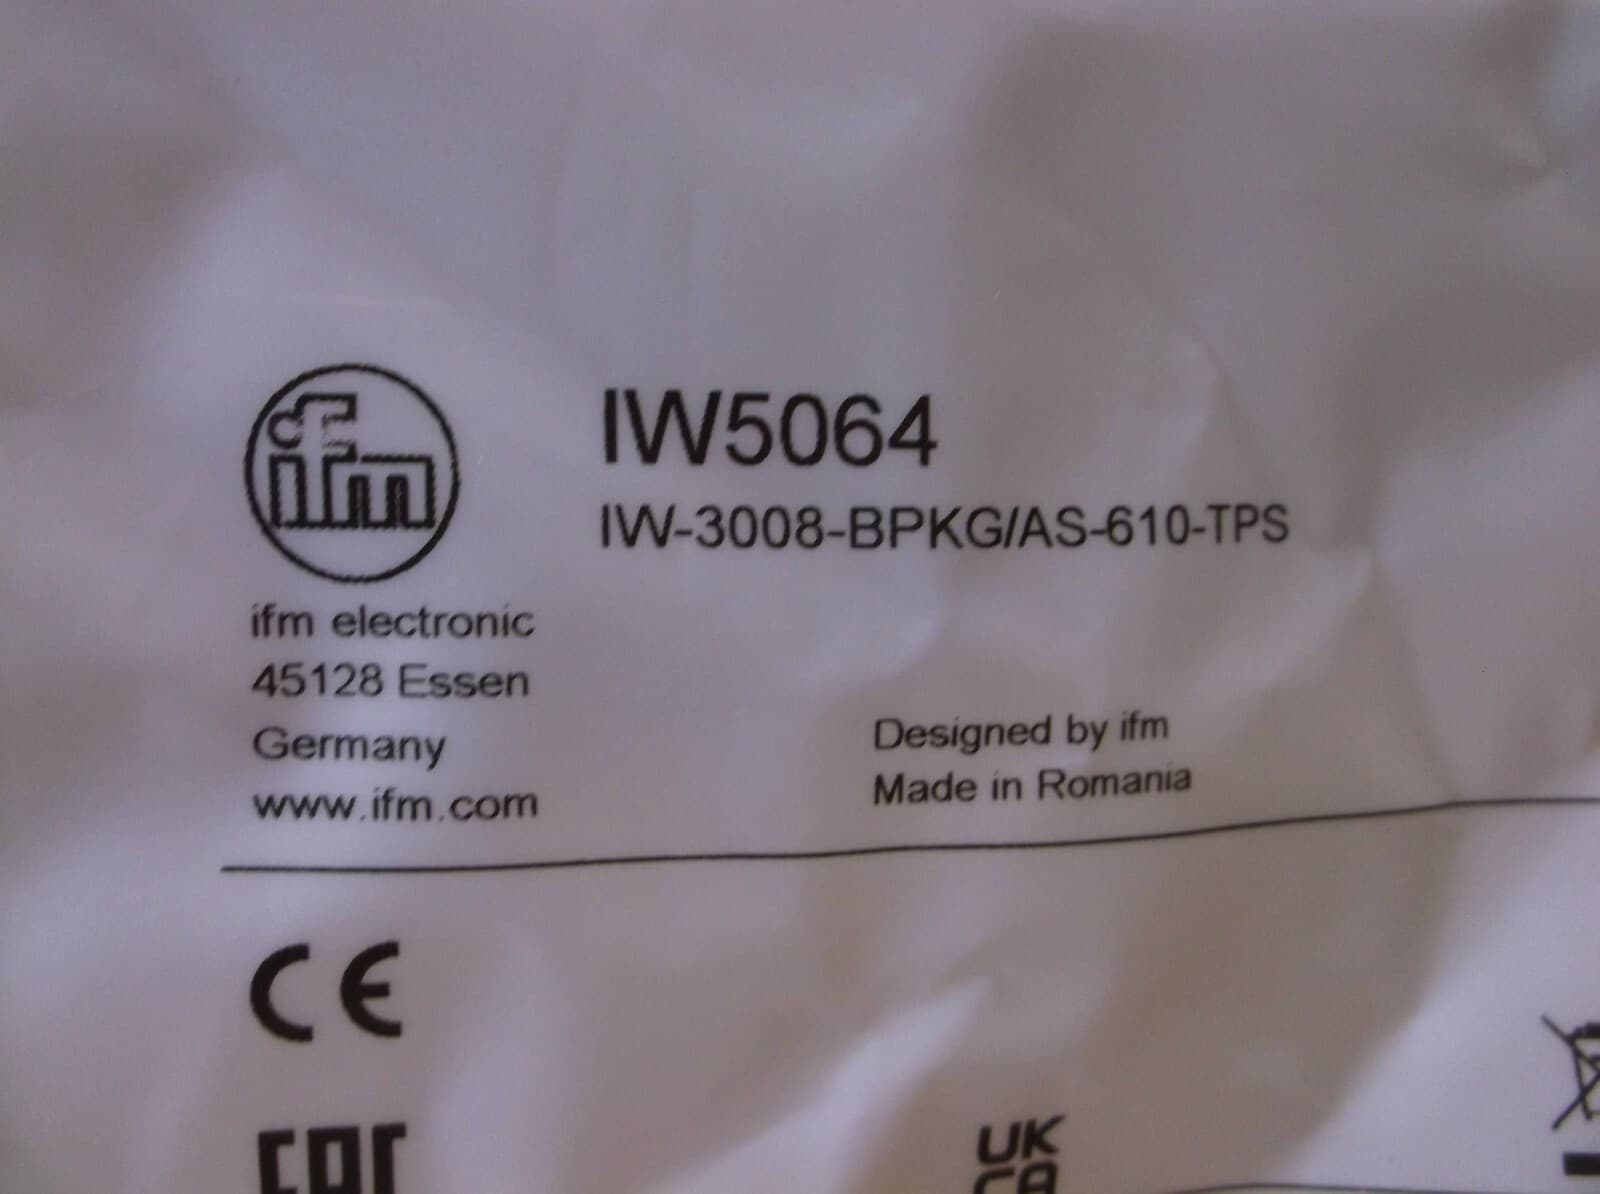 ifm
IW5064
IW-3008-BPKG/AS-610-TPS
ifm electronic
45128 Essen
Germany
www.ifm.com
Designed by ifm
Made in Romania
CE
EAC
UK
CA